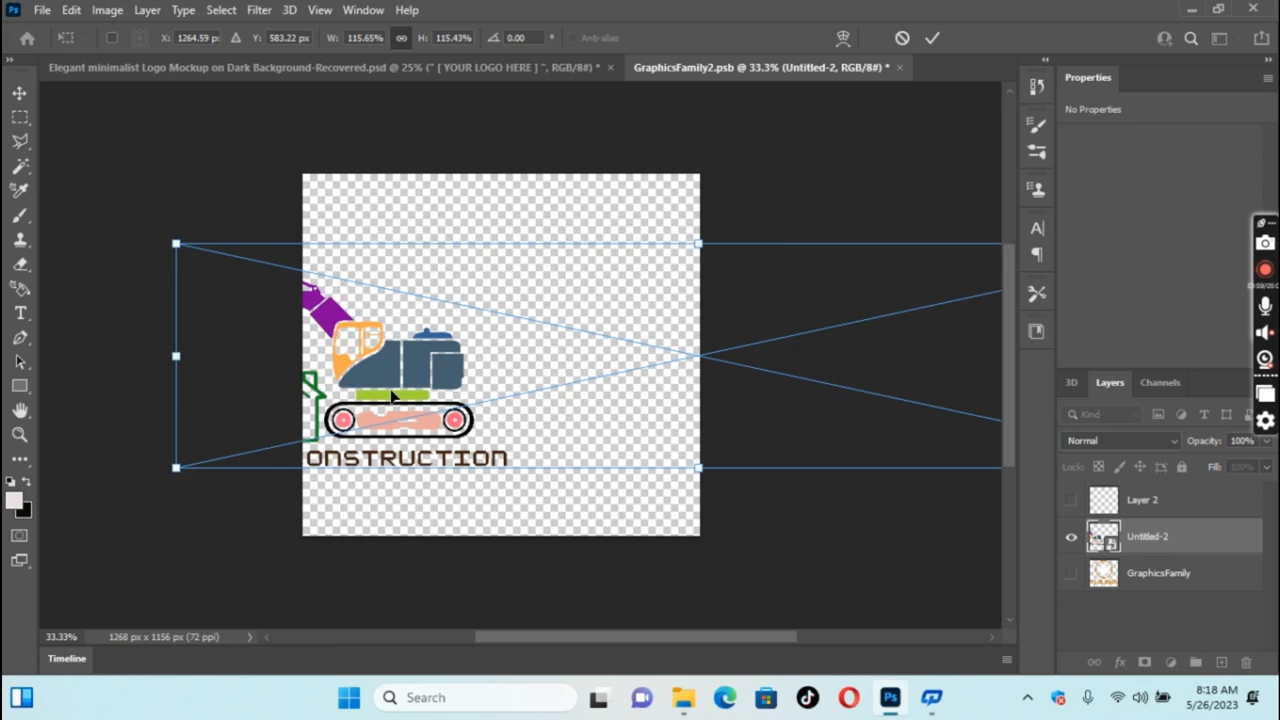 Ps File Edit Image Layer Type Select Filter 3D View Window Help
X: 1264.59 p Y: 583.22 px W: 115.65% H: 115.43% 0.00 ° Anti-alias
Elegant minimalist Logo Mockup on Dark Background-Recovered.psd @ 25% (" [ YOUR LOGO HERE ] ", RGB/8#) * ×
GraphicsFamily2.psb @ 33.3% (Untitled-2, RGB/8#) * ×
Properties
No Properties
ONSTRUCTION
3D Layers Channels
Kind
Normal Opacity: 100%
Lock: Fill: 100%
Layer 2
Untitled-2
GraphicsFamily
33.33% 1268 px x 1156 px (72 ppi)
Timeline
Search
Ps
8:18 AM
5/26/2023